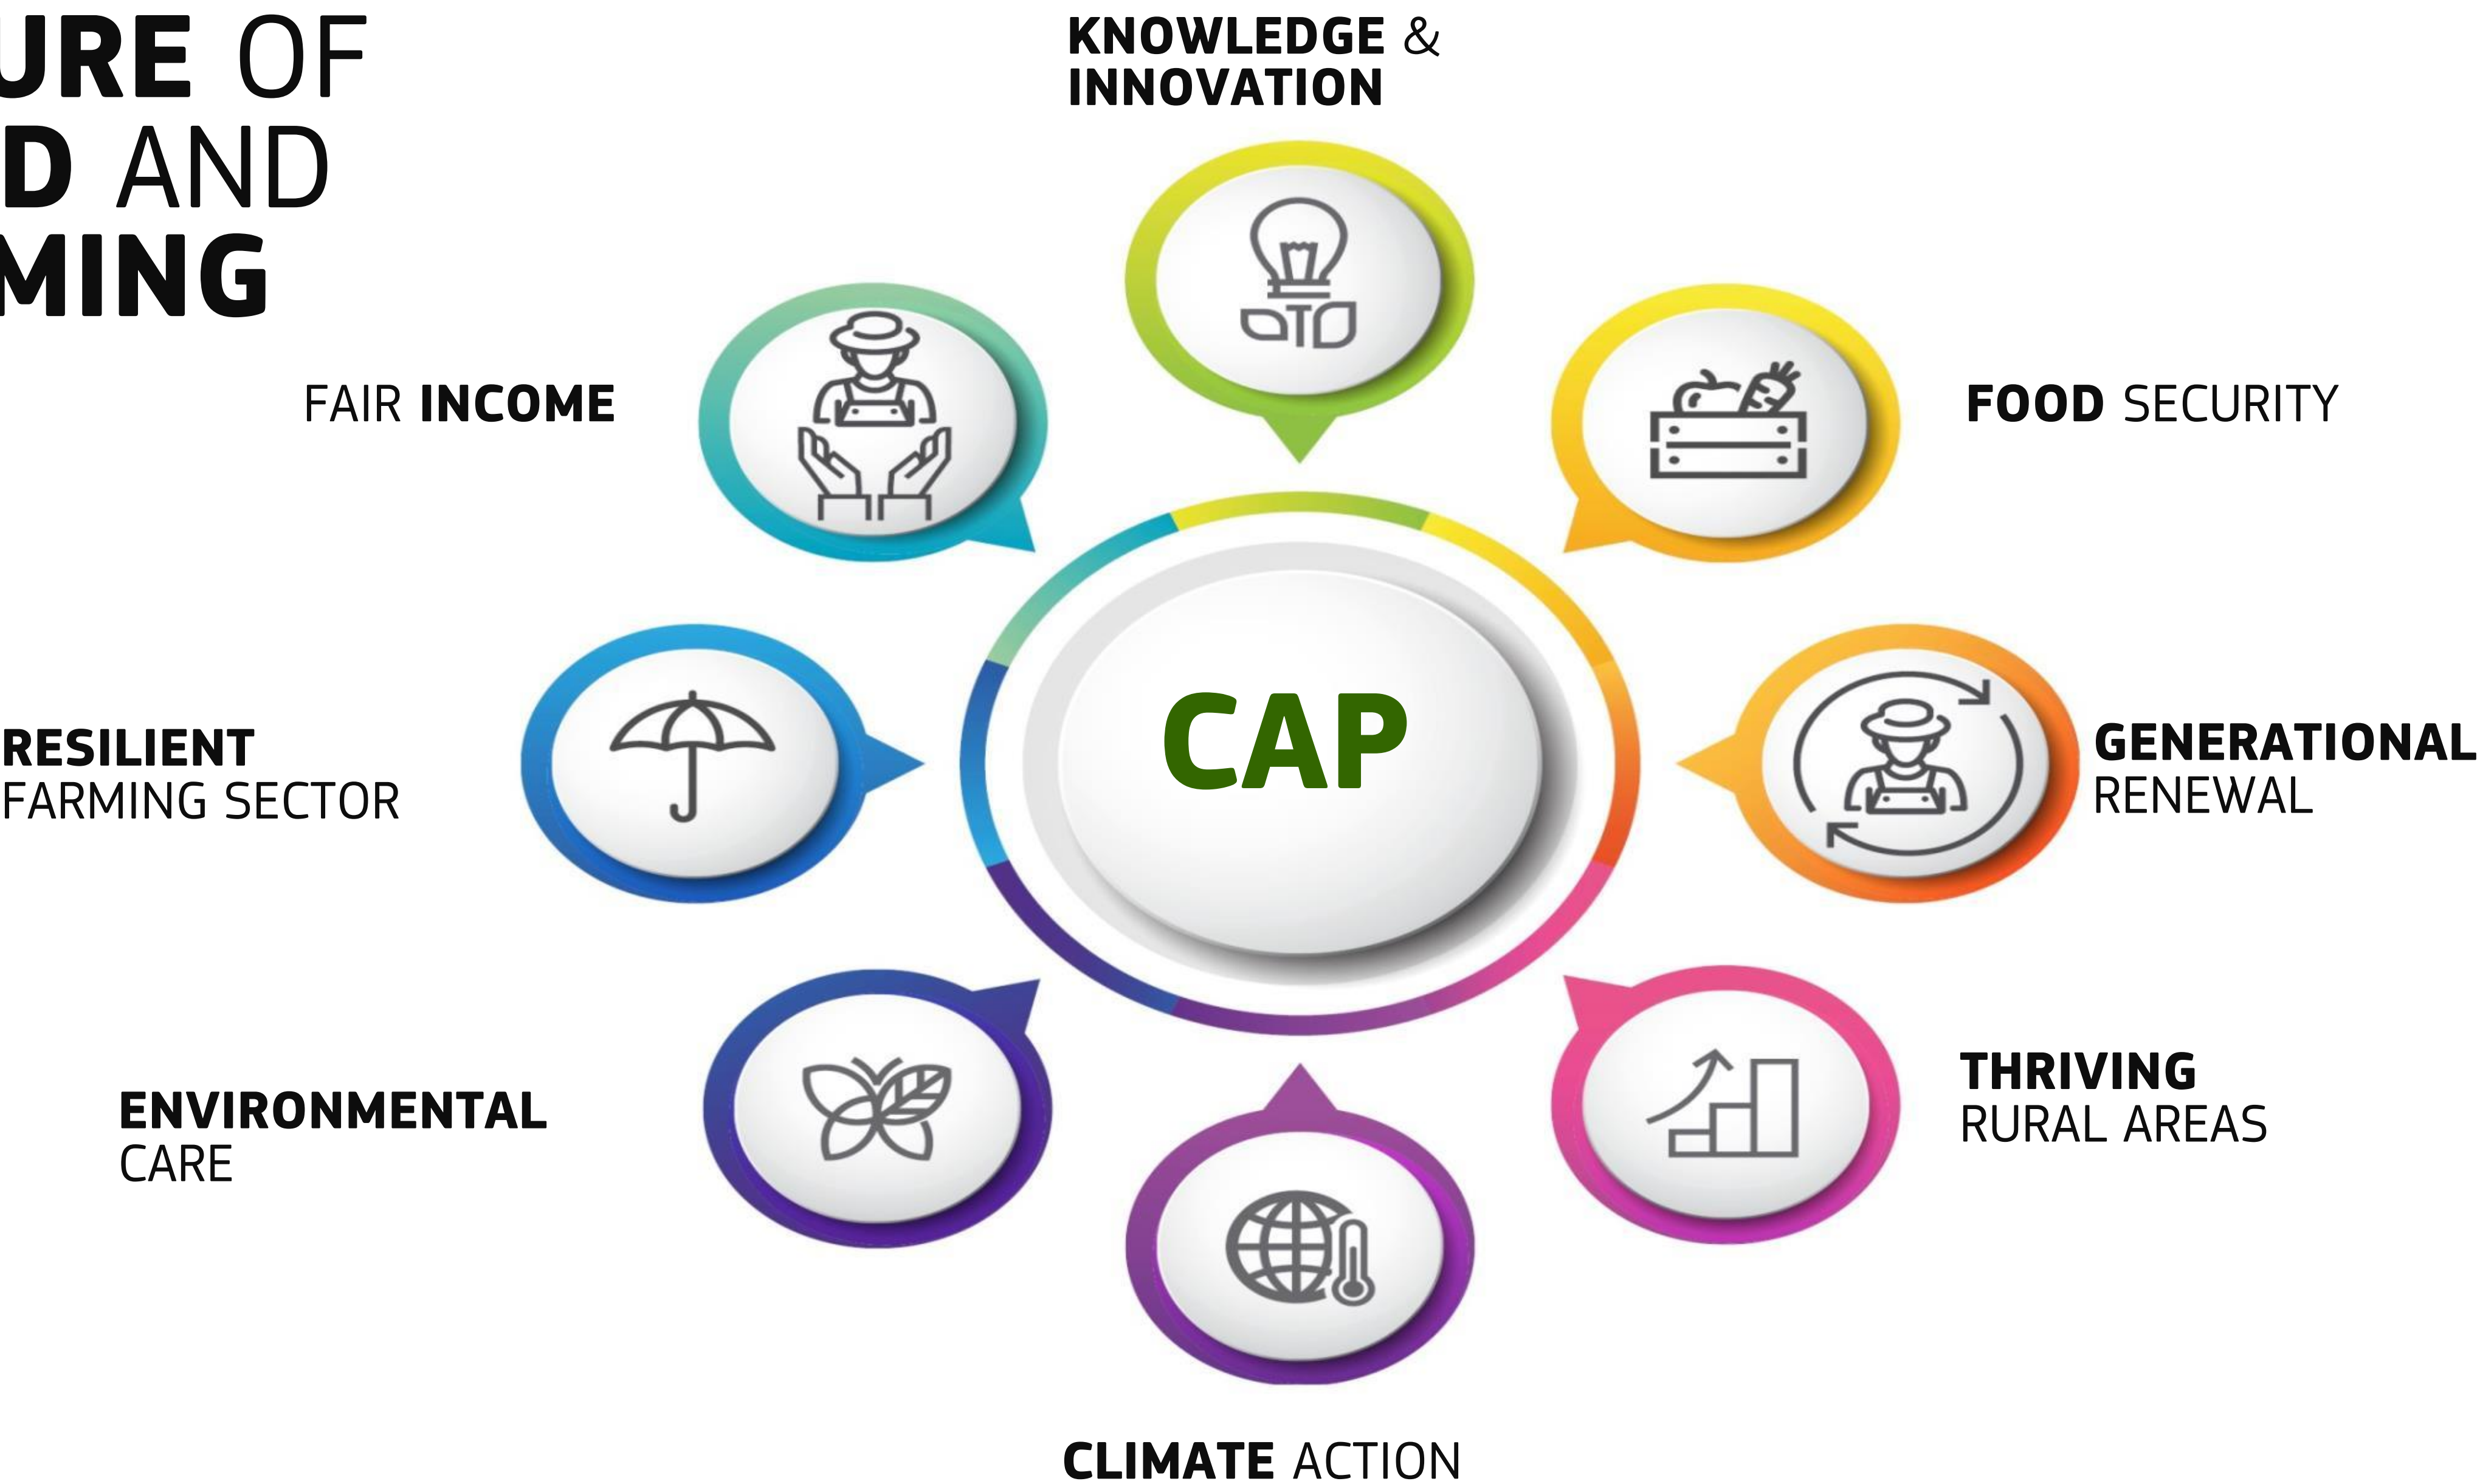 URE OF
D AND
MING
KNOWLEDGE &
INNOVATION
FAIR INCOME
FOOD SECURITY
RESILIENT
FARMING SECTOR
CAP
GENERATIONAL
RENEWAL
ENVIRONMENTAL
CARE
THRIVING
RURAL AREAS
CLIMATE ACTION